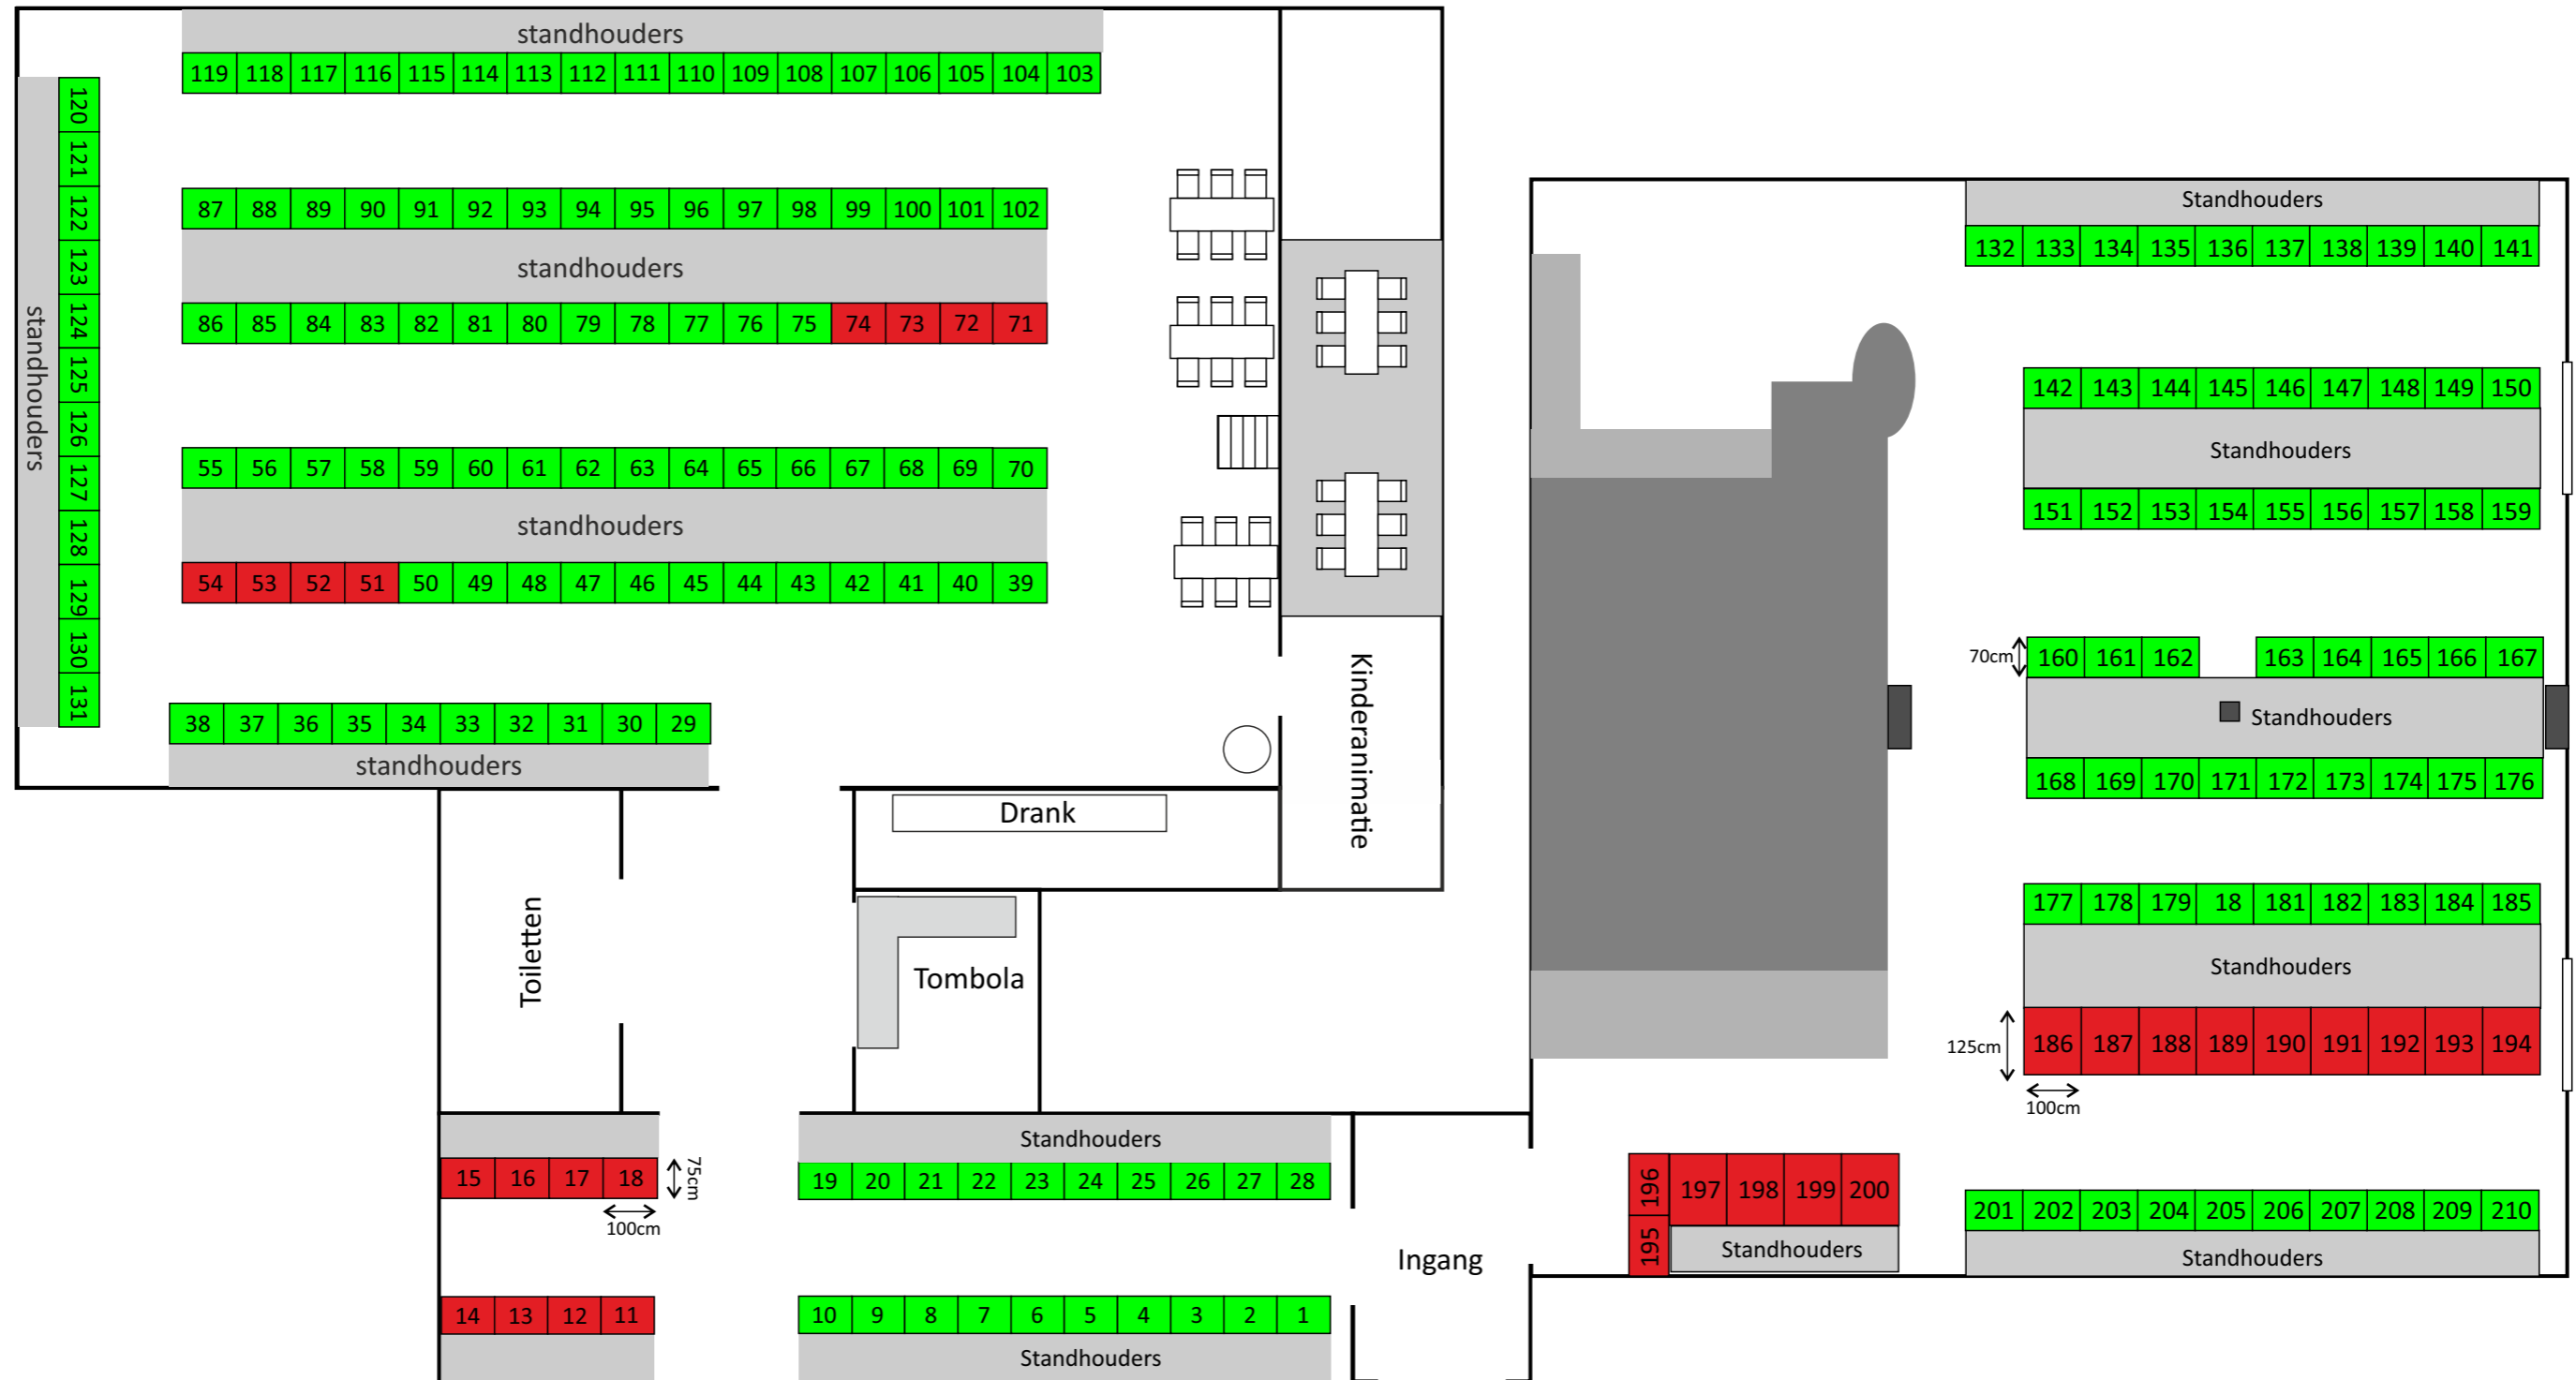 standhouders
119 118 117 116 115 114 113 112 111 110 109 108 107 106 105 104 103
standhouders
120 121 122 123 124 125 126 127 128 129 130 131
87 88 89 90 91 92 93 94 95 96 97 98 99 100 101 102
standhouders
86 85 84 83 82 81 80 79 78 77 76 75 74 73 72 71
55 56 57 58 59 60 61 62 63 64 65 66 67 68 69 70
standhouders
54 53 52 51 50 49 48 47 46 45 44 43 42 41 40 39
38 37 36 35 34 33 32 31 30 29
standhouders
Kinderanimatie
Drank
Toiletten
Tombola
15 16 17 18
75cm
100cm
14 13 12 11
Standhouders
19 20 21 22 23 24 25 26 27 28
10 9 8 7 6 5 4 3 2 1
Standhouders
Ingang
Standhouders
132 133 134 135 136 137 138 139 140 141
142 143 144 145 146 147 148 149 150
Standhouders
151 152 153 154 155 156 157 158 159
70cm
160 161 162 163 164 165 166 167
Standhouders
168 169 170 171 172 173 174 175 176
177 178 179 18 181 182 183 184 185
Standhouders
125cm
186 187 188 189 190 191 192 193 194
100cm
196
195
197 198 199 200
Standhouders
201 202 203 204 205 206 207 208 209 210
Standhouders